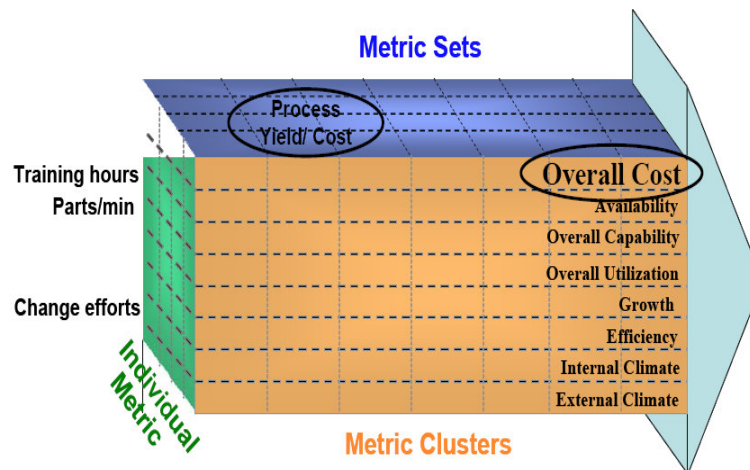 Metric Sets
Process
Yield/ Cost
Training hours
Parts/min
Change efforts
Overall Cost
Availability
Overall Capability
Overall Utilization
Growth
Efficiency
Internal Climate
External Climate
Individual
Metric
Metric Clusters